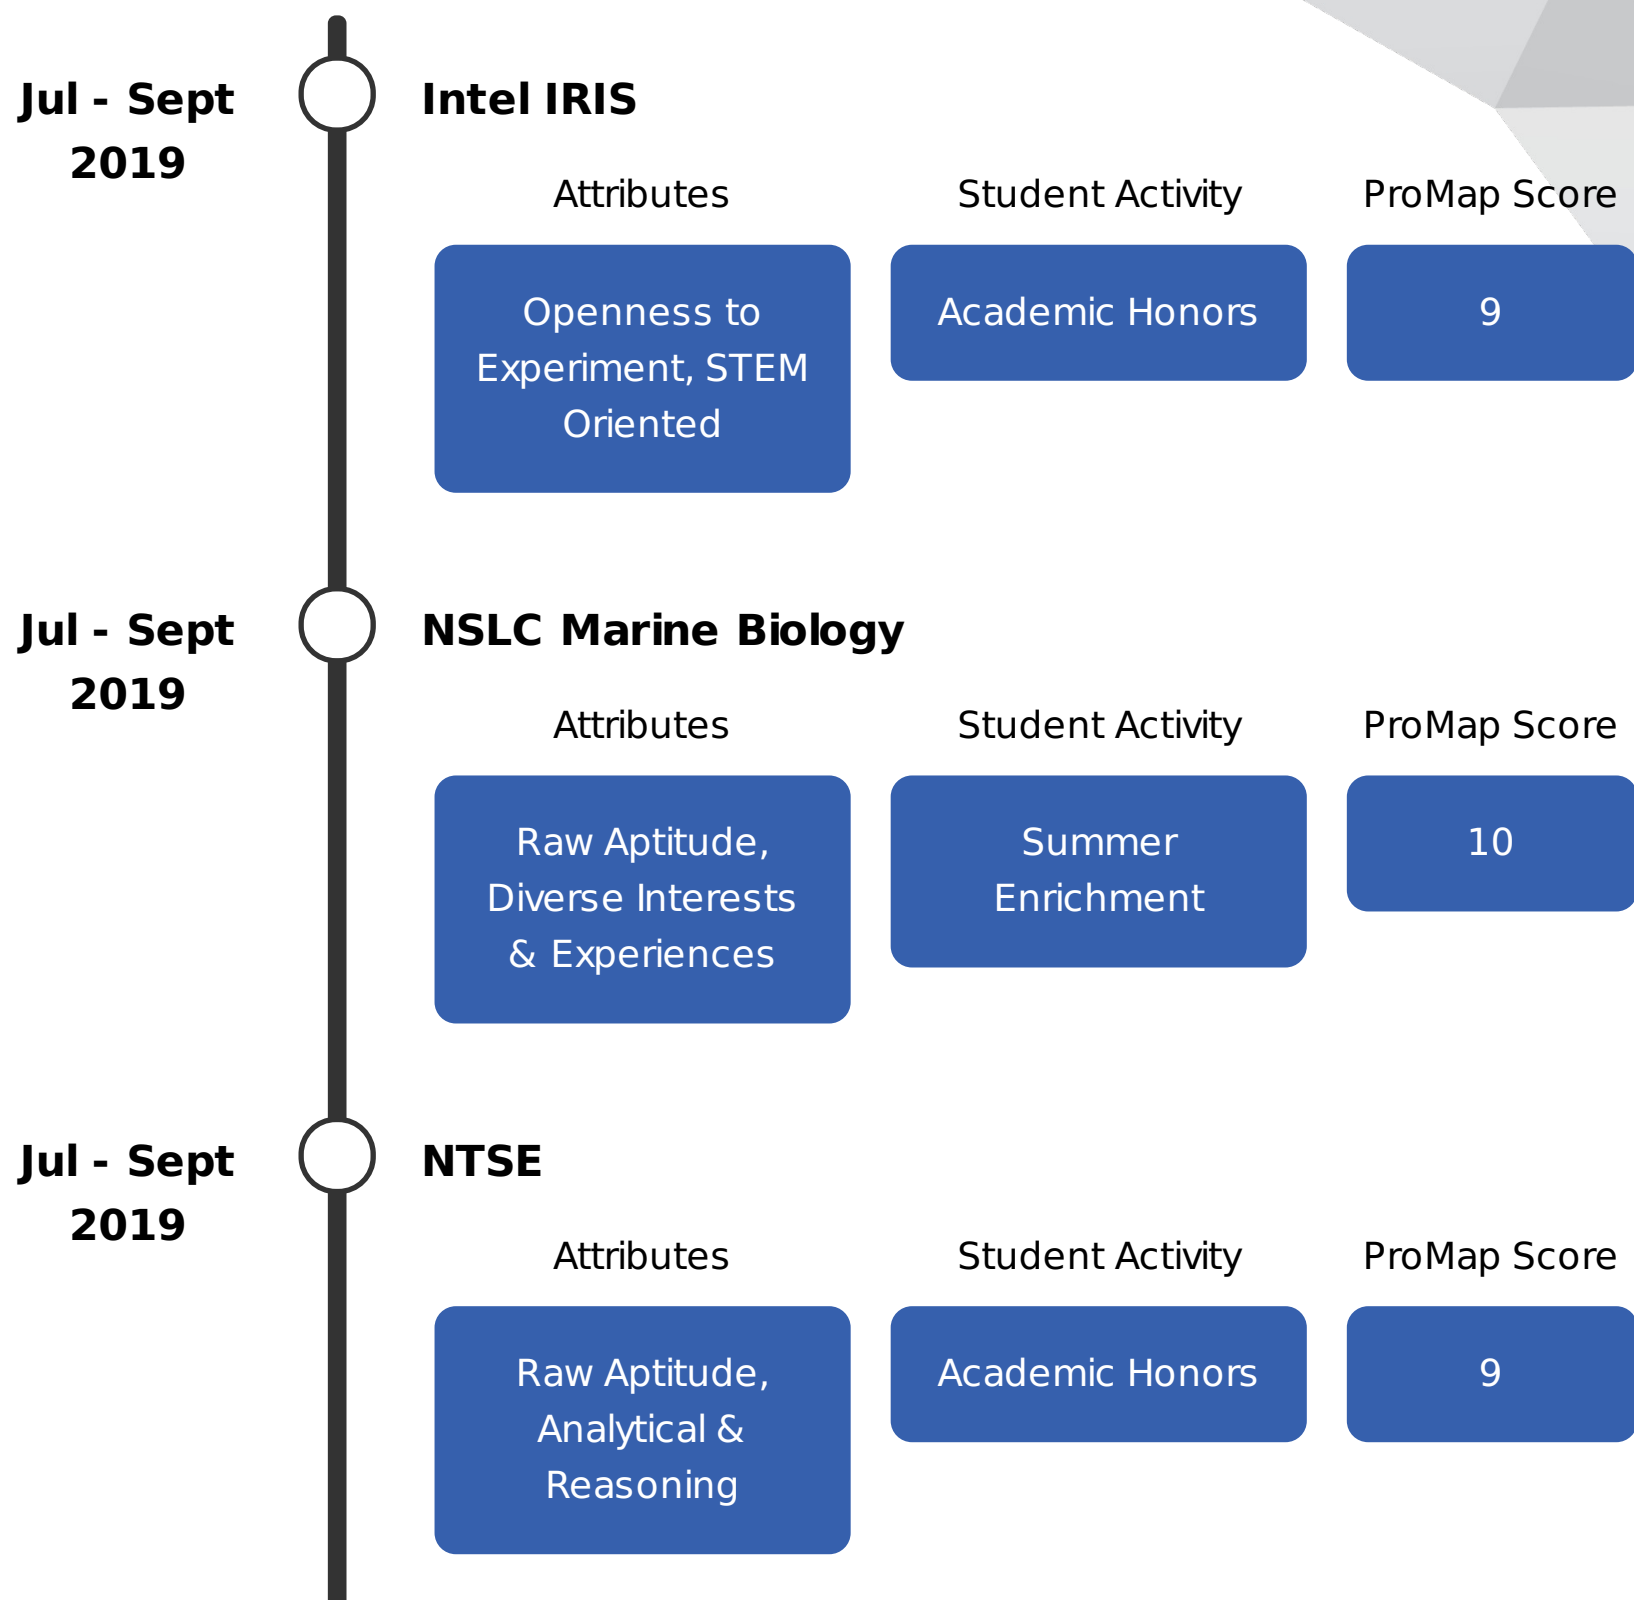 Jul - Sept
2019
Intel IRIS
Attributes
Student Activity
ProMap Score
Openness to
Experiment, STEM
Oriented
Academic Honors
9
Jul - Sept
2019
NSLC Marine Biology
Attributes
Student Activity
ProMap Score
Raw Aptitude,
Diverse Interests
& Experiences
Summer
Enrichment
10
Jul - Sept
2019
NTSE
Attributes
Student Activity
ProMap Score
Raw Aptitude,
Analytical &
Reasoning
Academic Honors
9